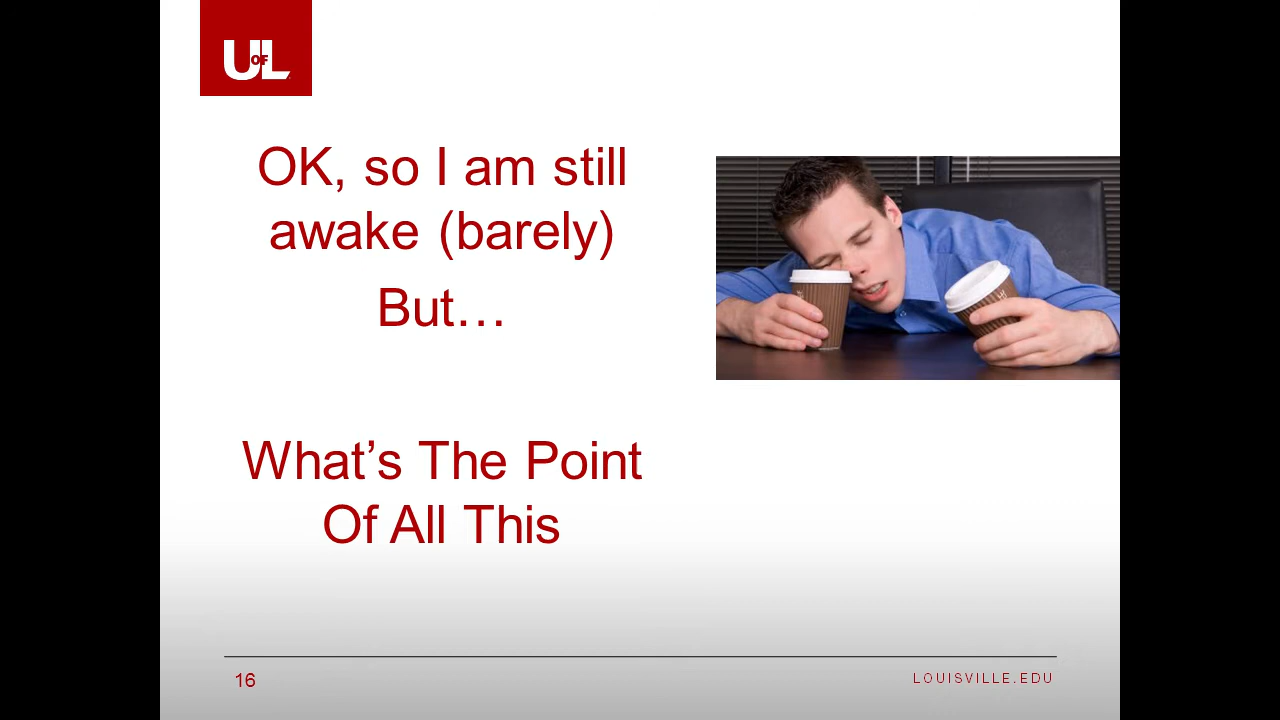 U OF L
OK, so I am still
awake (barely)
But…
What’s The Point
Of All This
16
LOUISVILLE.EDU